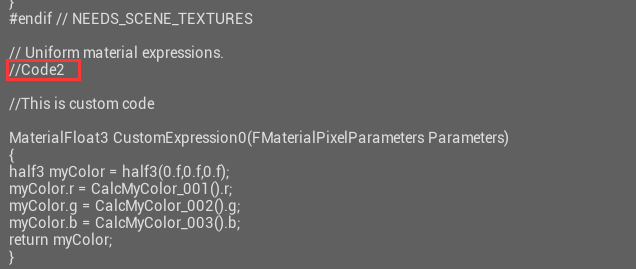 }
#endif // NEEDS_SCENE_TEXTURES
// Uniform material expressions.
//Code2
//This is custom code
MaterialFloat3 CustomExpression0(FMaterialPixelParameters Parameters)
{
half3 myColor = half3(0.f,0.f,0.f);
myColor.r = CalcMyColor_001().r;
myColor.g = CalcMyColor_002().g;
myColor.b = CalcMyColor_003().b;
return myColor;
}